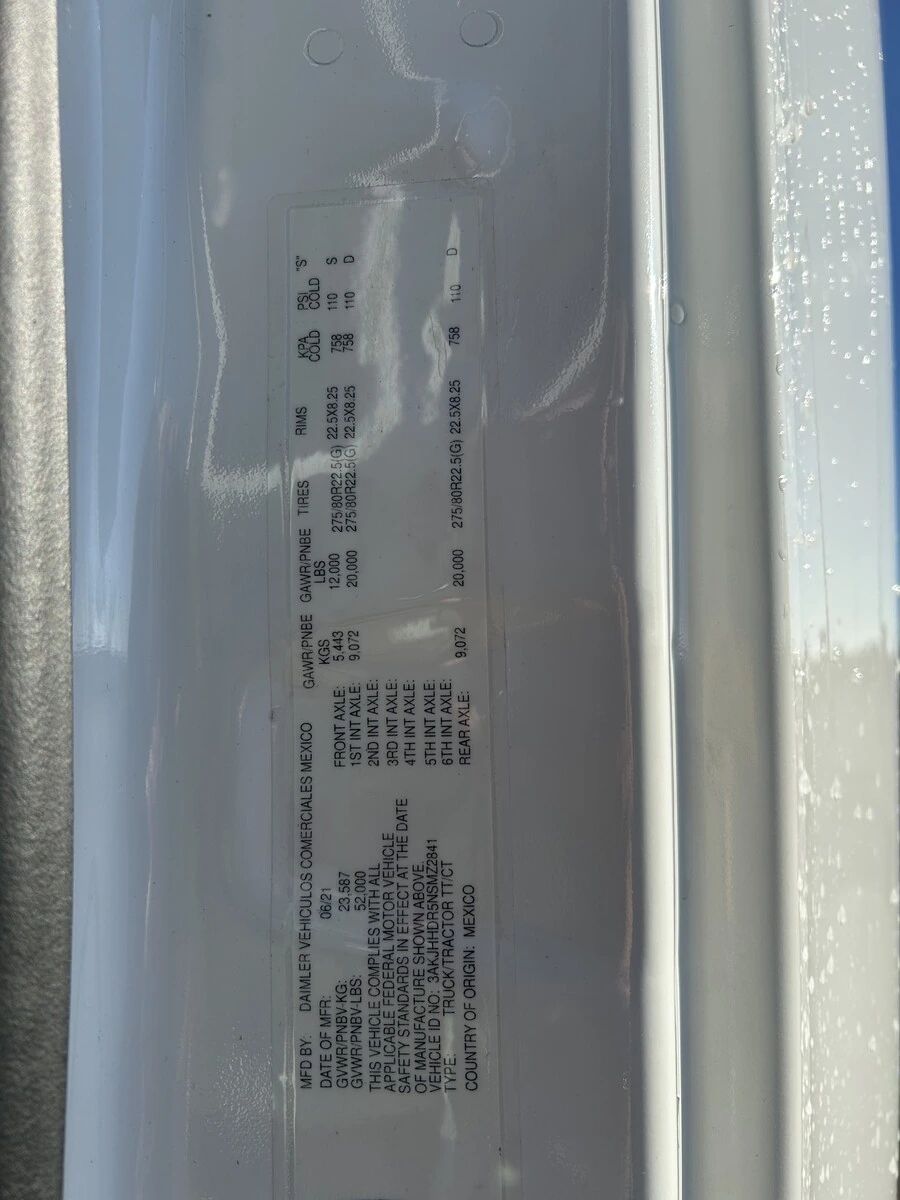 MFD BY: DAIMLER VEHICULOS COMERCIALES MEXICO
DATE OF MFR: 06/21
GVWR/PNBV-KG: 23,587
GVWR/PNBV-LBS: 52,000
THIS VEHICLE COMPLIES WITH ALL
APPLICABLE FEDERAL MOTOR VEHICLE
SAFETY STANDARDS IN EFFECT AT THE DATE
OF MANUFACTURE SHOWN ABOVE.
VEHICLE ID NO: 3AKJHHDR5NSMZ2841
TYPE: TRUCK/TRACTOR TT/CT
COUNTRY OF ORIGIN: MEXICO
GAWR/PNBE GAWR/PNBE TIRES RIMS KPA PSI "S"
KGS LBS COLD COLD
FRONT AXLE: 5,443 12,000 275/80R22.5(G) 22.5X8.25 758 110 S
1ST INT AXLE: 9,072 20,000 275/80R22.5(G) 22.5X8.25 758 110 D
2ND INT AXLE:
3RD INT AXLE:
4TH INT AXLE:
5TH INT AXLE:
6TH INT AXLE:
REAR AXLE: 9,072 20,000 275/80R22.5(G) 22.5X8.25 758 110 D